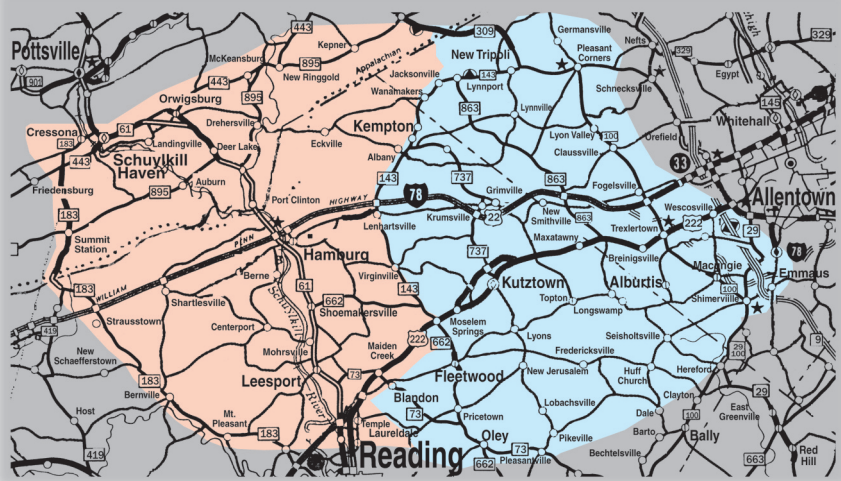 443
309
Germansville
Nefts
329
Pottsville
Kepner
New Tripoli
Pleasant
Corners
329
McKeansburg
895
Appalachian
Jacksonville
143
Egypt
901
443
New Ringgold
Wanamakers
Lynnport
Schnecksville
Orwigsburg
895
863
145
Lynnville
Whitehall
Cressona
61
Drehersville
Kempton
Lyon Valley
100
Orefield
183
Landingville
Eckville
443
Schuylkill
Haven
Deer Lake
Albany
Claussville
33
Friedensburg
895
Auburn
143
737
863
Fogelsville
Port Clinton
HIGHWAY
78
Grimville
Wescosville
Allentown
183
Krumsville
22
New
Smithville
863
Trexlertown
222
Lenhartsville
29
Summit
Station
PENN
Hamburg
737
Maxatawny
Breinigsville
78
Berne
Virginville
Kutztown
Alburtis
Macungie
Emmaus
183
WILLIAM
61
143
100
Shartlesville
Schuylkill
662
Topton
Longswamp
Shimerville
Strausstown
Shoemakersville
419
Centerport
222
Moselem
Springs
Lyons
Seisholtsville
9
New
Schaefferstown
Mohrsville
Maiden
Creek
662
Fredericksville
29
100
Leesport
73
Fleetwood
New Jerusalem
Huff
Church
Hereford
183
Bernville
River
Blandon
Clayton
29
Host
Mt.
Pleasant
Temple
Laureldale
73
Pricetown
Lobachsville
Dale
100
East
Greenville
183
Oley
Pikeville
Barto
Bally
419
Reading
73
Red
Hill
662
Pleasantville
Bechtelsville
663